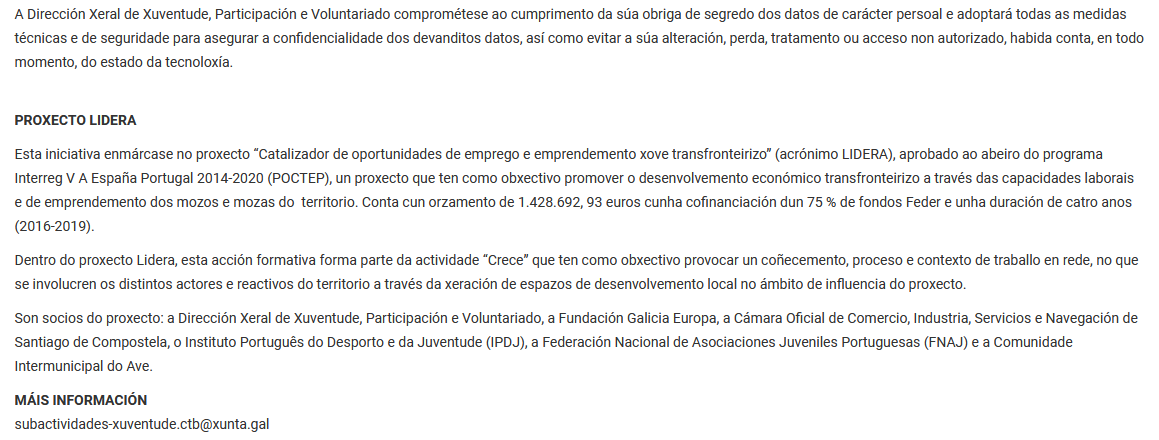 A Dirección Xeral de Xuventude, Participación e Voluntariado comprométese ao cumprimento da súa obriga de segredo dos datos de carácter persoal e adoptará todas as medidas
técnicas e de seguridade para asegurar a confidencialidade dos devanditos datos, así como evitar a súa alteración, perda, tratamento ou acceso non autorizado, habida conta, en todo
momento, do estado da tecnoloxía.
PROXECTO LIDERA
Esta iniciativa enmárcase no proxecto “Catalizador de oportunidades de emprego e emprendemento xove transfronteirizo” (acrónimo LIDERA), aprobado ao abeiro do programa
Interreg V A España Portugal 2014-2020 (POCTEP), un proxecto que ten como obxectivo promover o desenvolvemento económico transfronteirizo a través das capacidades laborais
e de emprendemento dos mozos e mozas do  territorio. Conta cun orzamento de 1.428.692, 93 euros cunha cofinanciación dun 75 % de fondos Feder e unha duración de catro anos
(2016-2019).
Dentro do proxecto Lidera, esta acción formativa forma parte da actividade “Crece” que ten como obxectivo provocar un coñecemento, proceso e contexto de traballo en rede, no que
se involucren os distintos actores e reactivos do territorio a través da xeración de espazos de desenvolvemento local no ámbito de influencia do proxecto.
Son socios do proxecto: a Dirección Xeral de Xuventude, Participación e Voluntariado, a Fundación Galicia Europa, a Cámara Oficial de Comercio, Industria, Servicios e Navegación de
Santiago de Compostela, o Instituto Português do Desporto e da Juventude (IPDJ), a Federación Nacional de Asociaciones Juveniles Portuguesas (FNAJ) e a Comunidade
Intermunicipal do Ave.
MÁIS INFORMACIÓN
subactividades-xuventude.ctb@xunta.gal